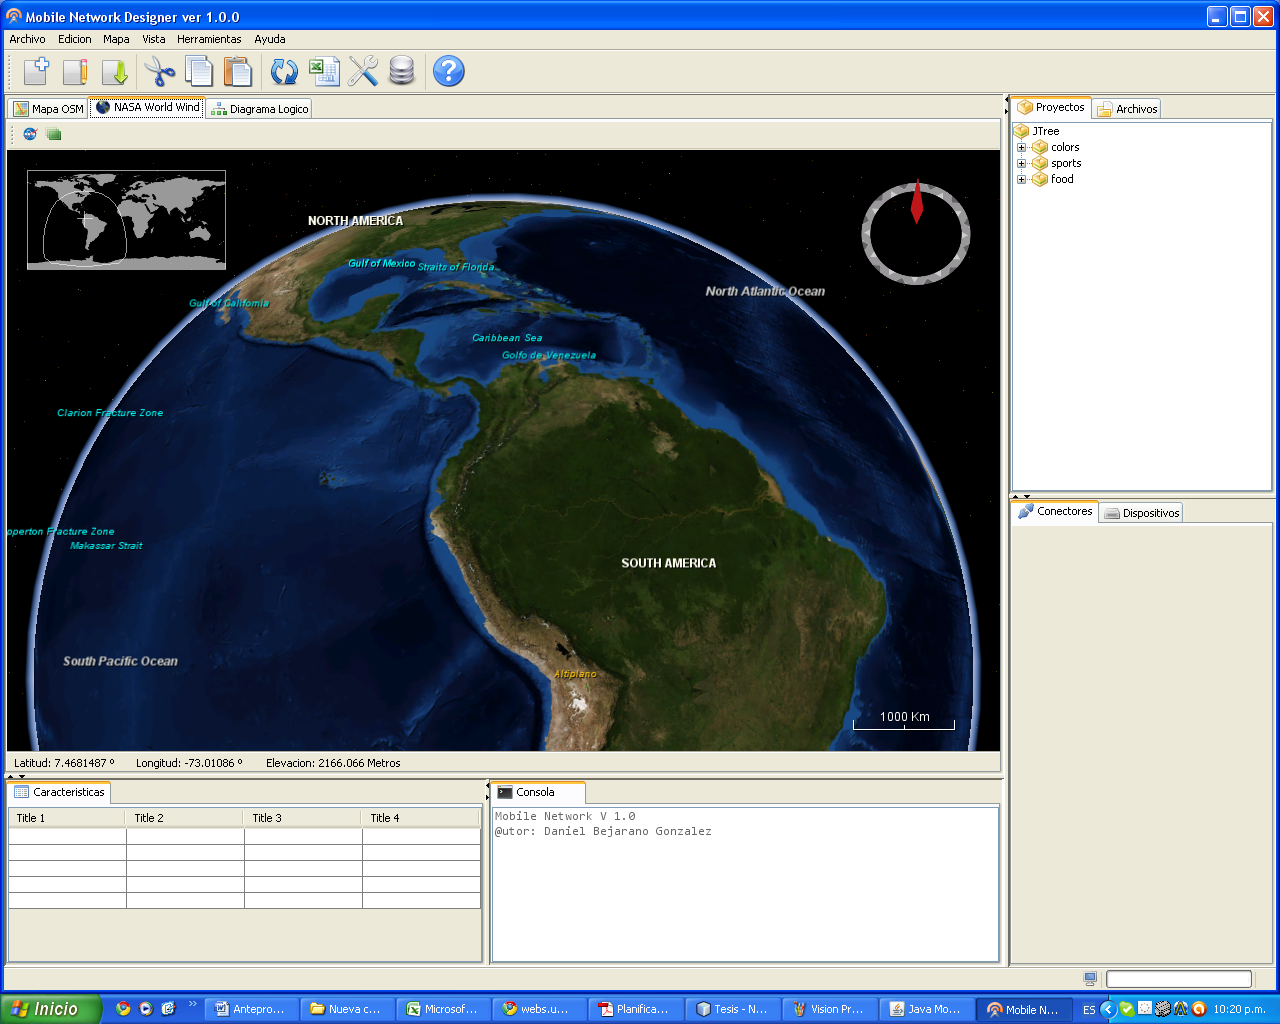 Mobile Network Designer ver 1.0.0
Archivo Edicion Mapa Vista Herramientas Ayuda
Mapa OSM NASA World Wind Diagrama Logico
Proyectos Archivos
JTree
colors
sports
food
NORTH AMERICA
Gulf of Mexico
Straits of Florida
Gulf of California
North Atlantic Ocean
Caribbean Sea
Golfo de Venezuela
Clarion Fracture Zone
pperton Fracture Zone
Makassar Strait
SOUTH AMERICA
South Pacific Ocean
Altiplano
1000 Km
Conectores Dispositivos
Latitud: 7.4681487 º Longitud: -73.01086 º Elevacion: 2166.066 Metros
Caracteristicas
Title 1 Title 2 Title 3 Title 4
Consola
Mobile Network V 1.0
@utor: Daniel Bejarano Gonzalez
Inicio
Antepro... Nueva c... Microsof... webs.u... Planifica... Tesis - N... Vision Pr... Java Mo... Mobile N... ES 10:20 p.m.